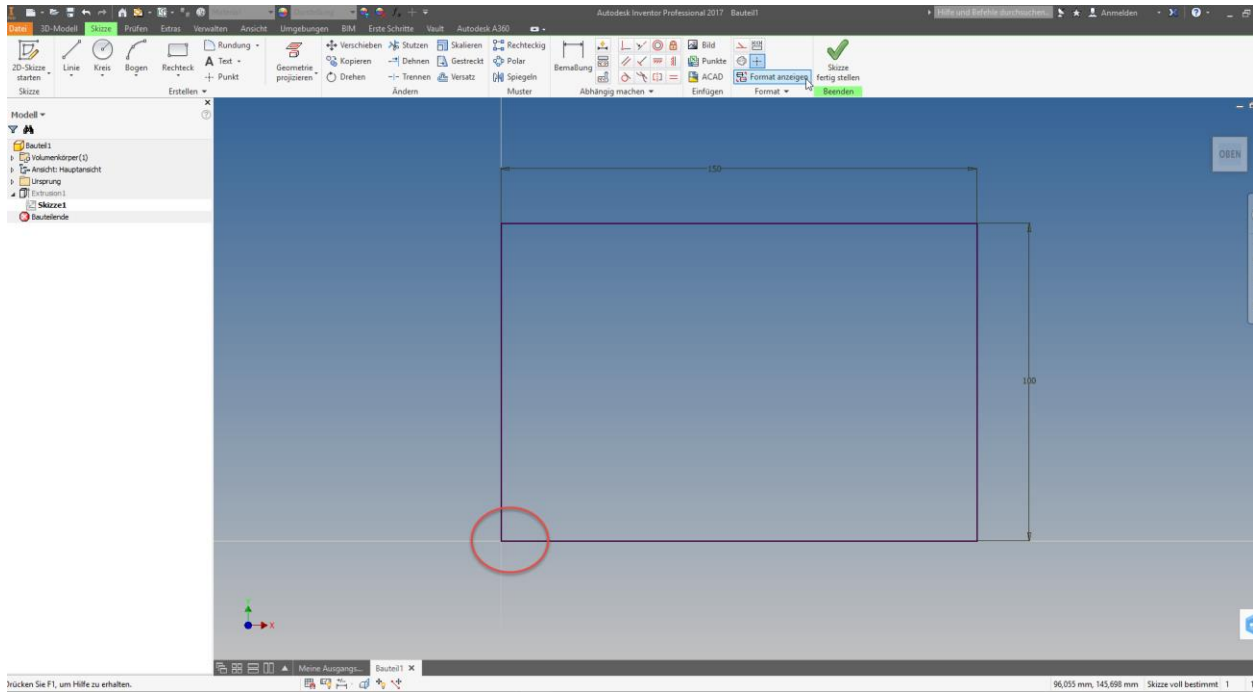 Autodesk Inventor Professional 2017 Bauteil1
Hilfe und Befehle durchsuchen...
Anmelden
Datei 3D-Modell Skizze Prüfen Extras Verwalten Ansicht Umgebungen BIM Erste Schritte Vault Autodesk A360
2D-Skizze starten
Linie
Kreis
Bogen
Rechteck
Rundung
Text
Punkt
Geometrie projizieren
Verschieben Stutzen Skalieren
Kopieren Dehnen Gestreckt
Drehen Trennen Versatz
Rechteckig
Polar
Spiegeln
Bemaßung
Bild
Punkte
ACAD
Format anzeigen
Skizze fertig stellen
Skizze Erstellen Ändern Muster Abhängig machen Einfügen Format Beenden
Modell
Bauteil1
Volumenkörper(1)
Ansicht: Hauptansicht
Ursprung
Extrusion1
Skizze1
Bauteilende
OBEN
150
100
Y
X
Meine Ausgangs... Bauteil1
Drücken Sie F1, um Hilfe zu erhalten.
96,055 mm, 145,698 mm Skizze voll bestimmt 1